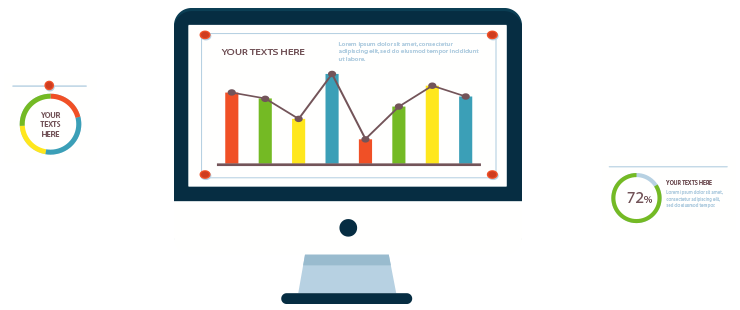 YOUR TEXTS HERE
Lorem ipsum dolor sit amet, consectetur
adipiscing elit, sed do eiusmod tempor incididunt
ut labore.
YOUR
TEXTS
HERE
72%
YOUR TEXTS HERE
Lorem ipsum dolor sit amet,
consectetur adipiscing elit,
sed do eiusmod tempor.